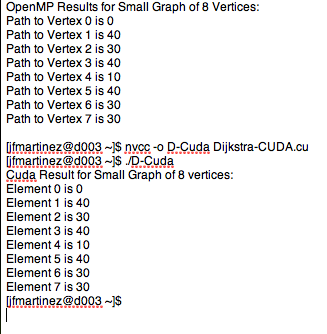 OpenMP Results for Small Graph of 8 Vertices:
Path to Vertex 0 is 0
Path to Vertex 1 is 40
Path to Vertex 2 is 30
Path to Vertex 3 is 40
Path to Vertex 4 is 10
Path to Vertex 5 is 40
Path to Vertex 6 is 30
Path to Vertex 7 is 30
[jfmartinez@d003 ~]$ nvcc -o D-Cuda Dijkstra-CUDA.cu
[jfmartinez@d003 ~]$ ./D-Cuda
Cuda Result for Small Graph of 8 vertices:
Element 0 is 0
Element 1 is 40
Element 2 is 30
Element 3 is 40
Element 4 is 10
Element 5 is 40
Element 6 is 30
Element 7 is 30
[jfmartinez@d003 ~]$